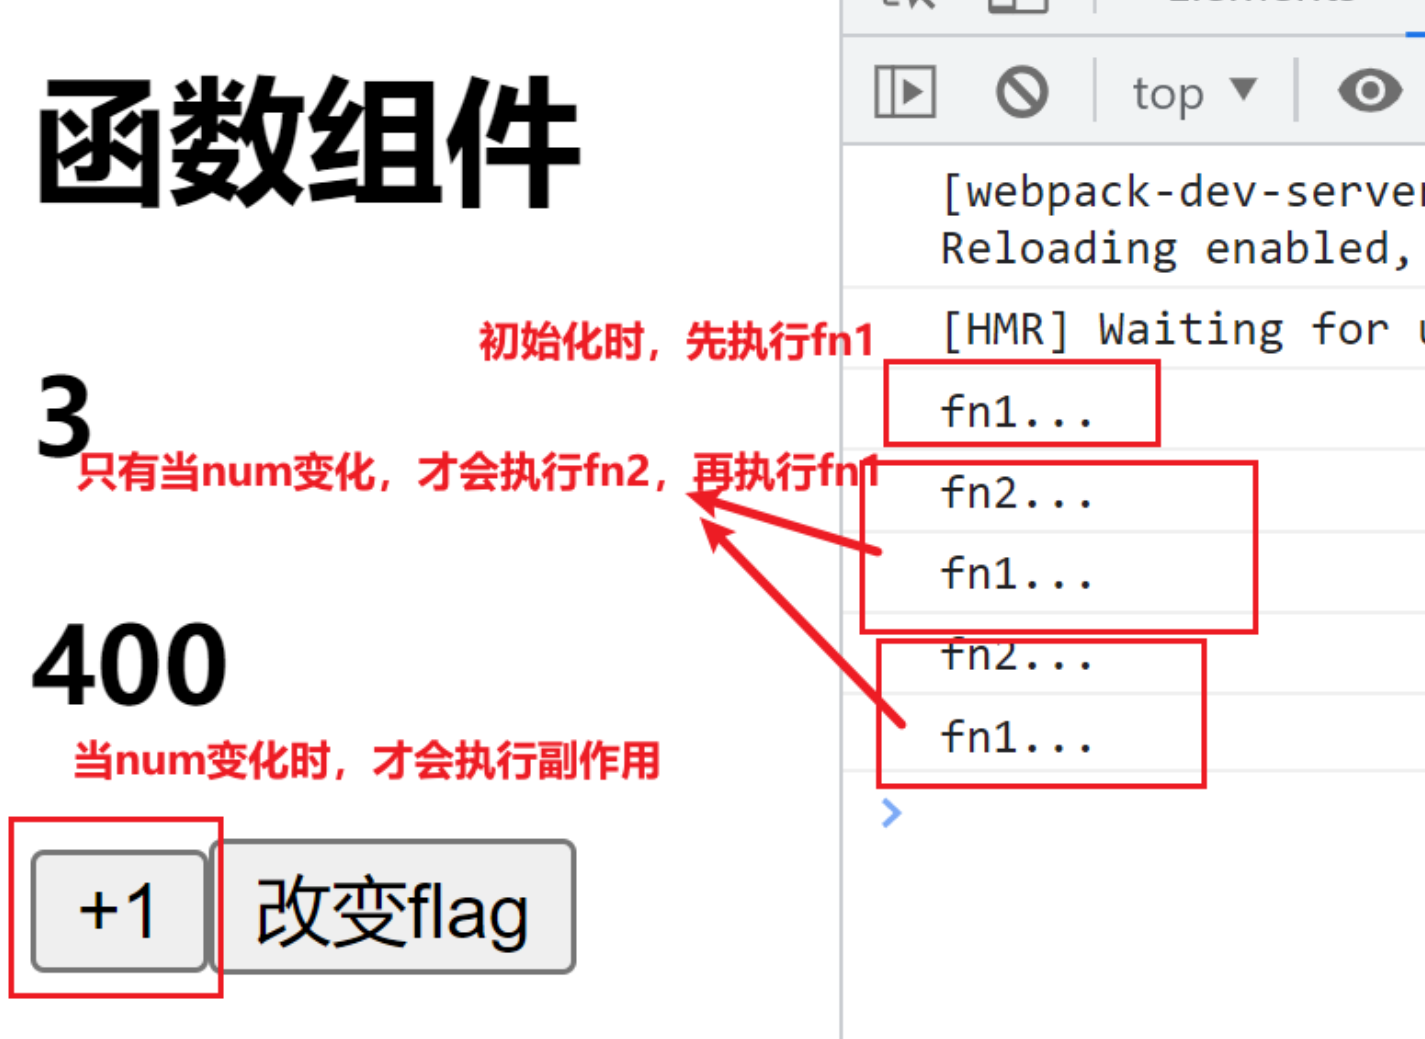 函数组件
3
400
+1
改变flag
初始化时，先执行fn1
只有当num变化，才会执行fn2，再执行fn1
当num变化时，才会执行副作用
top
[webpack-dev-server
Reloading enabled,
[HMR] Waiting for
fn1...
fn2...
fn1...
fn2...
fn1...